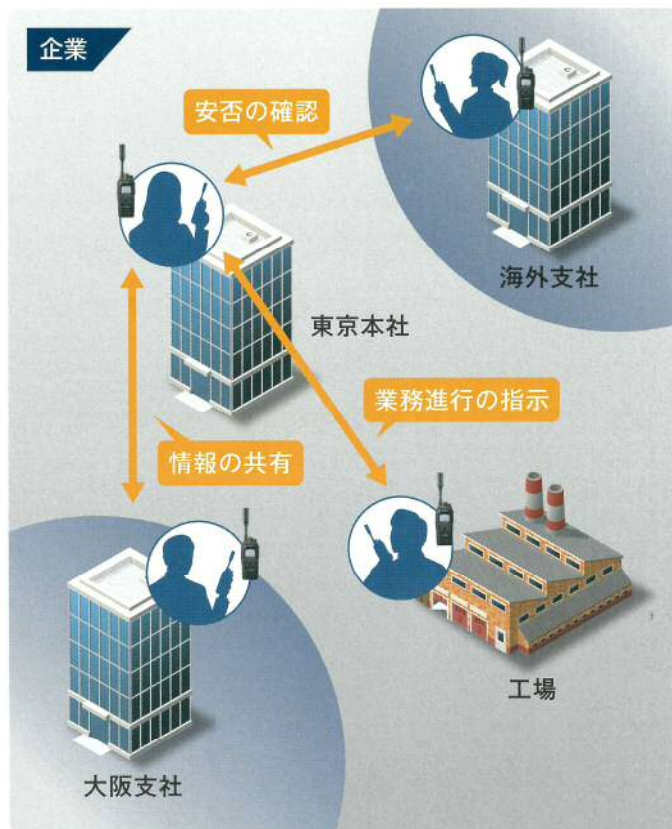 企業
安否の確認
海外支社
東京本社
業務進行の指示
情報の共有
工場
大阪支社